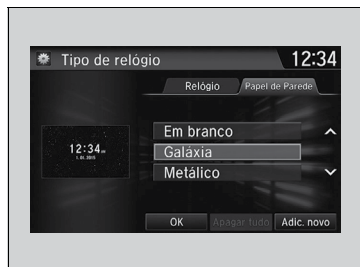 Tipo de relógio 12:34
Relógio Papel de Parede
Em branco
12:34
Galáxia
1. 01. 2015
Metálico
OK Apagar tudo Adic. novo